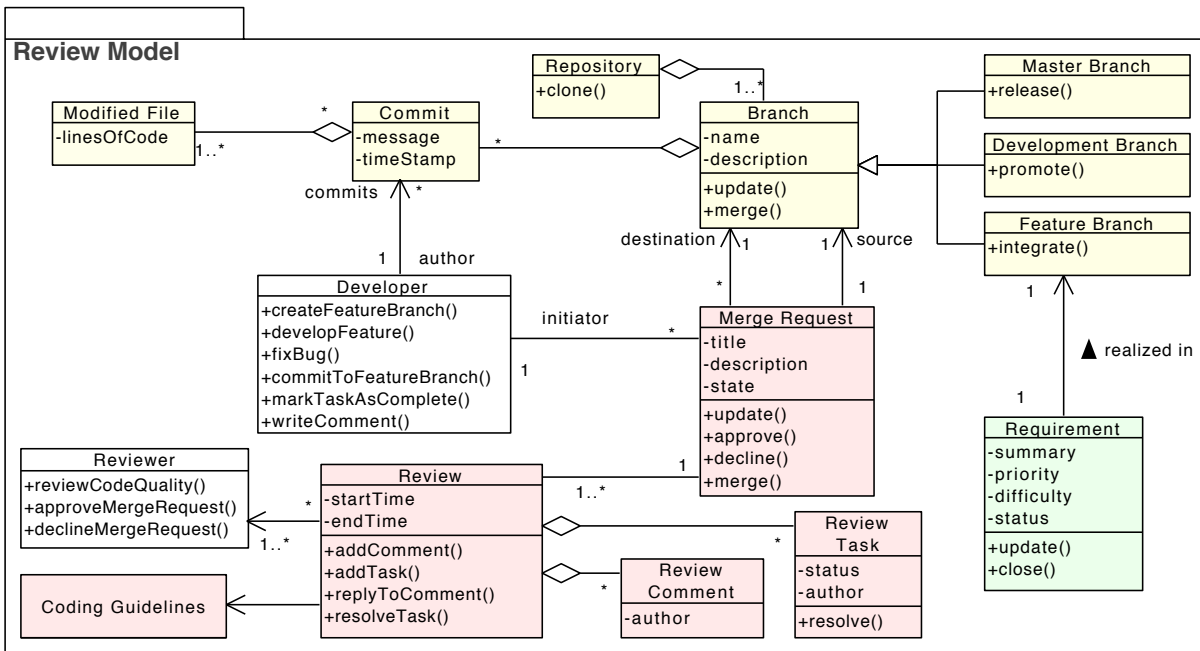 Review Model
Repository
+clone()
1..*
Master Branch
+release()
Modified File
-linesOfCode
1..*
*
Commit
-message
-timeStamp
*
Branch
-name
-description
+update()
+merge()
Development Branch
+promote()
Feature Branch
+integrate()
commits
*
1
author
destination
1
1
source
*
1
1
Developer
+createFeatureBranch()
+developFeature()
+fixBug()
+commitToFeatureBranch()
+markTaskAsComplete()
+writeComment()
initiator
*
1
Merge Request
-title
-description
-state
+update()
+approve()
+decline()
+merge()
▲ realized in
1
Requirement
-summary
-priority
-difficulty
-status
+update()
+close()
Reviewer
+reviewCodeQuality()
+approveMergeRequest()
+declineMergeRequest()
*
1..*
Review
-startTime
-endTime
+addComment()
+addTask()
+replyToComment()
+resolveTask()
1
1..*
*
*
Review
Task
-status
-author
+resolve()
Review
Comment
-author
Coding Guidelines